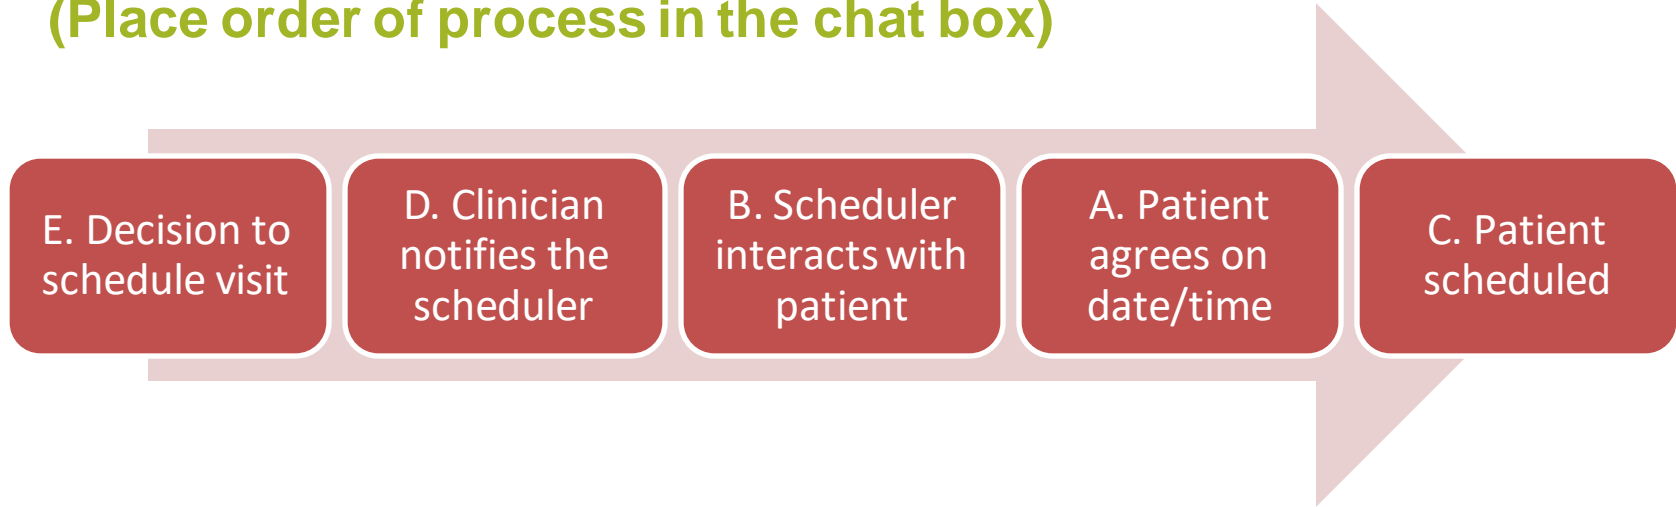 (Place order of process in the chat box)
E. Decision to
schedule visit
D. Clinician
notifies the
scheduler
B. Scheduler
interacts with
patient
A. Patient
agrees on
date/time
C. Patient
scheduled